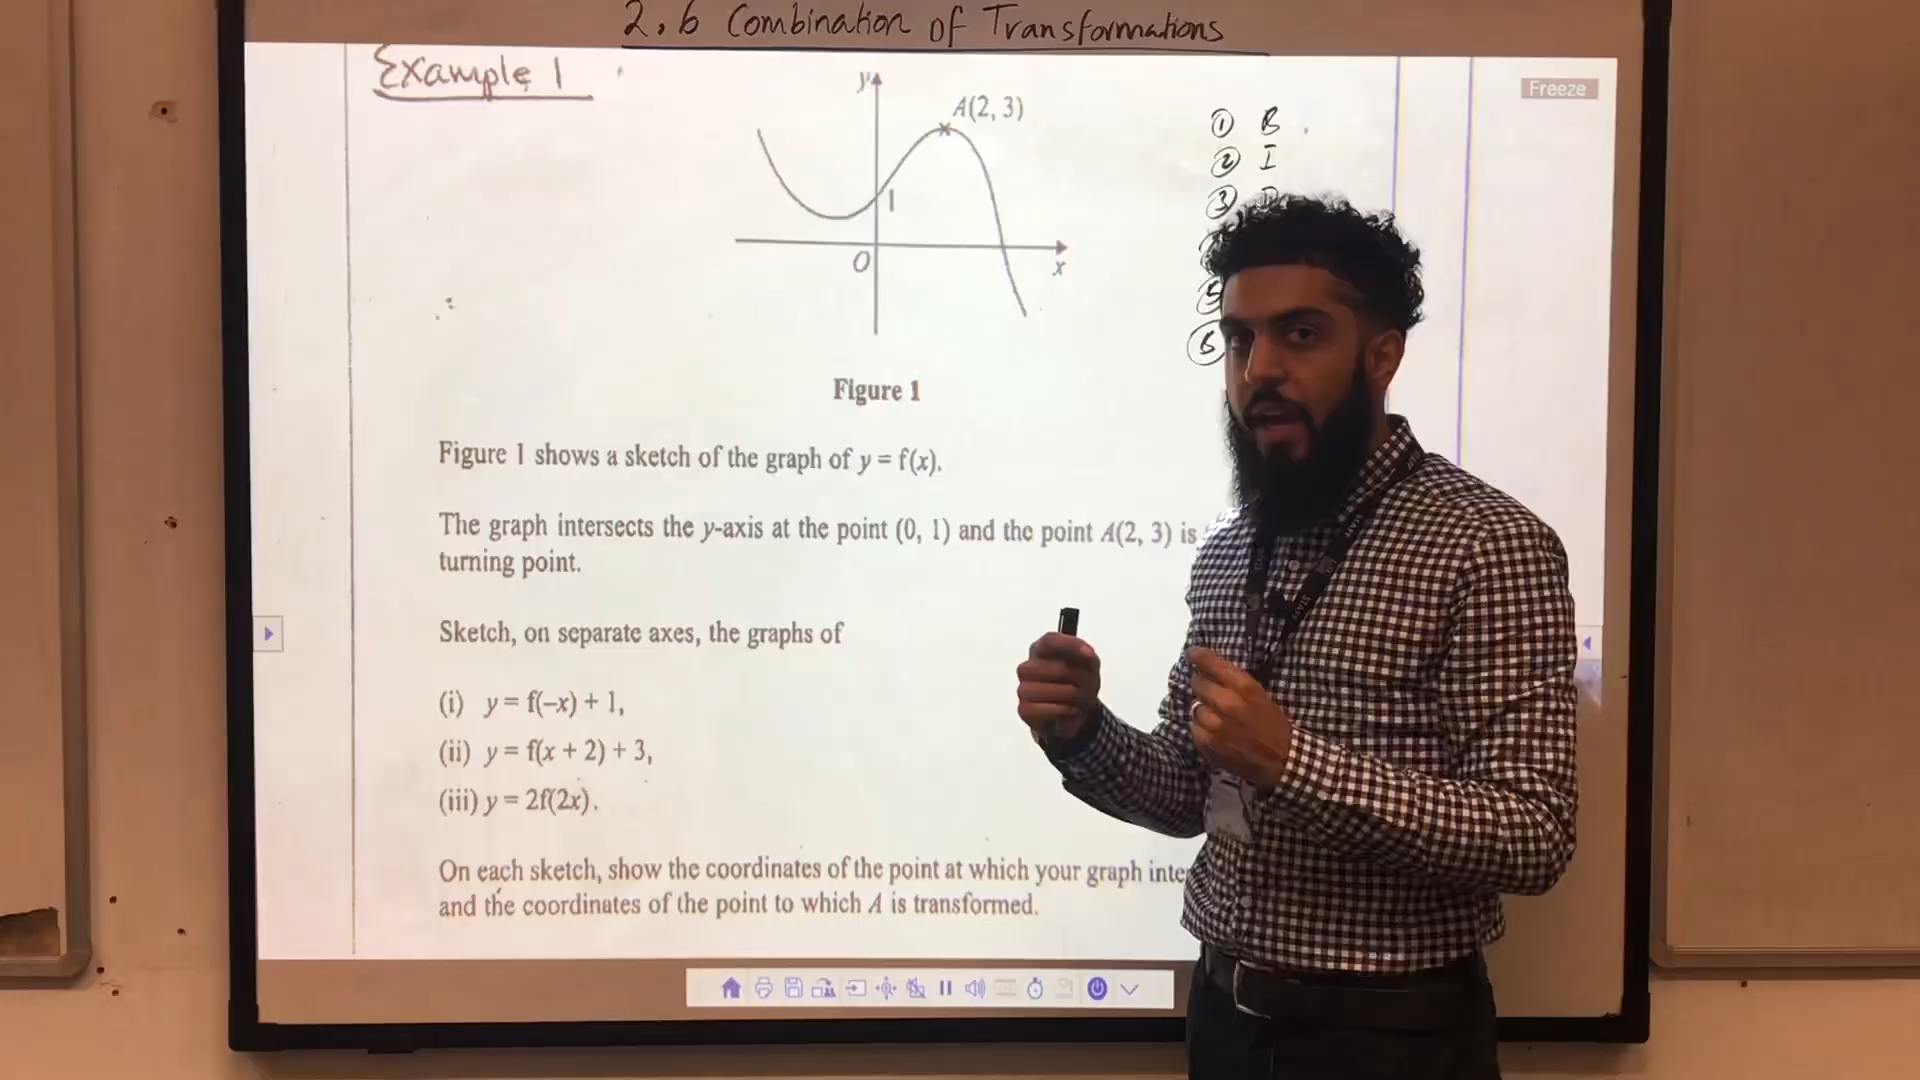 2.6 Combination of Transformations
Example 1
Freeze
y
A(2, 3)
① B
② I
③ D
1
O
x
⑤
⑥
Figure 1
Figure 1 shows a sketch of the graph of y = f(x).
The graph intersects the y-axis at the point (0, 1) and the point A(2, 3) is
turning point.
Sketch, on separate axes, the graphs of
(i) y = f(–x) + 1,
(ii) y = f(x + 2) + 3,
(iii) y = 2f(2x).
On each sketch, show the coordinates of the point at which your graph
and the coordinates of the point to which A is transformed.
STAFF